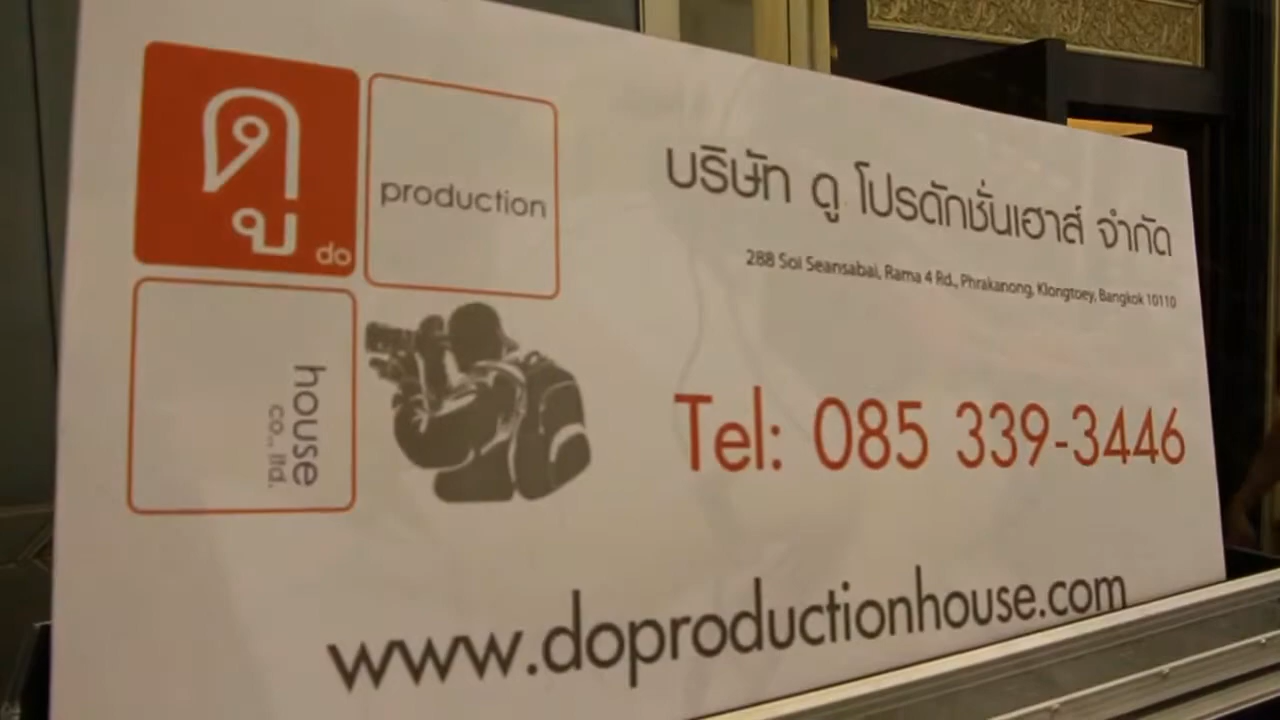 ดู
do
production
house
co., ltd.
บริษัท ดู โปรดักชั่นเฮาส์ จำกัด
288 Soi Seansabai, Rama 4 Rd., Phrakanong, Klongtoey, Bangkok 10110
Tel: 085 339-3446
www.doproductionhouse.com